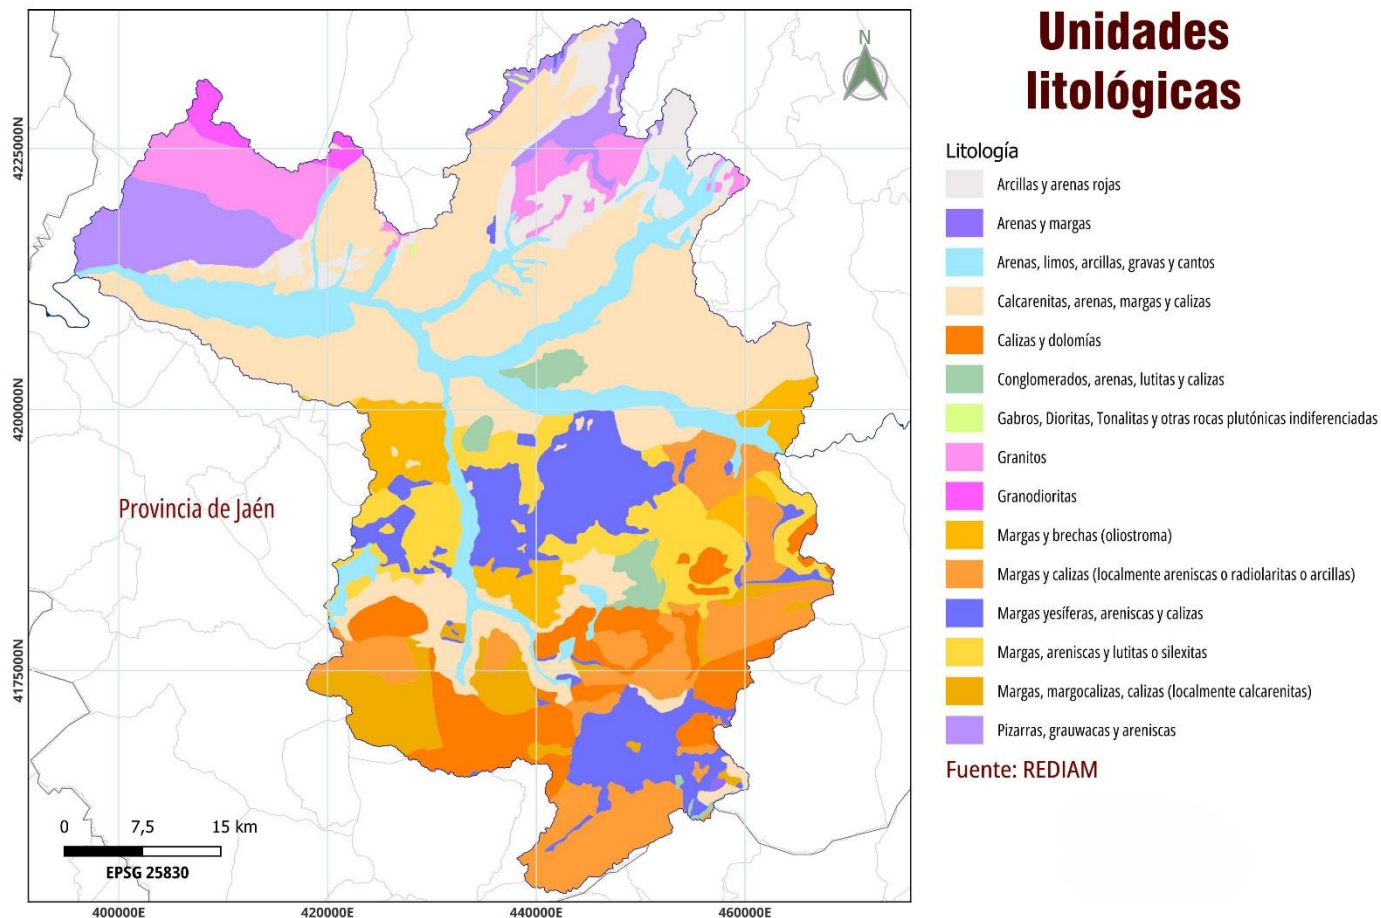 Unidades
litológicas
N
4225000N
4200000N
4175000N
Provincia de Jaén
0 7,5 15 km
EPSG 25830
400000E 420000E 440000E 460000E
Litología
Arcillas y arenas rojas
Arenas y margas
Arenas, limos, arcillas, gravas y cantos
Calcarenitas, arenas, margas y calizas
Calizas y dolomías
Conglomerados, arenas, lutitas y calizas
Gabros, Dioritas, Tonalitas y otras rocas plutónicas indiferenciadas
Granitos
Granodioritas
Margas y brechas (oliostroma)
Margas y calizas (localmente areniscas o radiolaritas o arcillas)
Margas yesíferas, areniscas y calizas
Margas, areniscas y lutitas o silexitas
Margas, margocalizas, calizas (localmente calcarenitas)
Pizarras, grauwacas y areniscas
Fuente: REDIAM